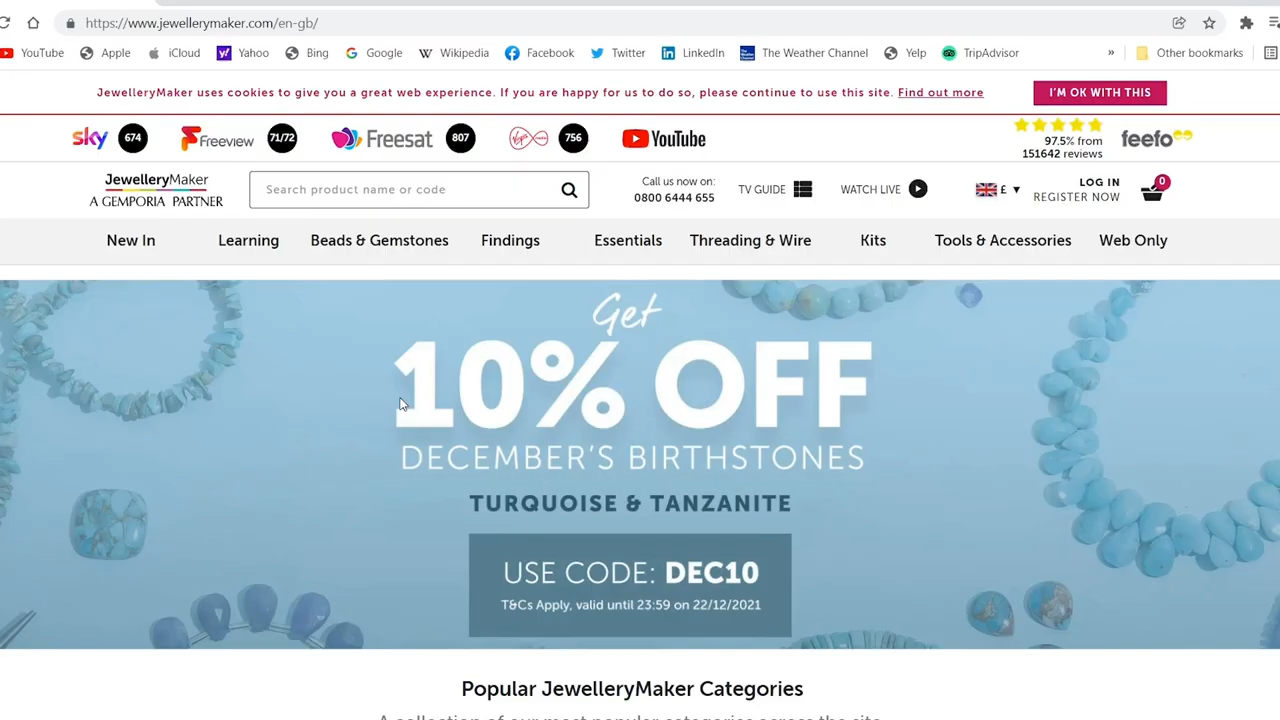 https://www.jewellerymaker.com/en-gb/
YouTube Apple iCloud Yahoo Bing Google Wikipedia Facebook Twitter LinkedIn The Weather Channel Yelp TripAdvisor » Other bookmarks
JewelleryMaker uses cookies to give you a great web experience. If you are happy for us to do so, please continue to use this site. Find out more I'M OK WITH THIS
sky 674 Freeview 71/72 Freesat 807 756 YouTube
97.5% from
151642 reviews
feefo
JewelleryMaker
A GEMPORIA PARTNER
Search product name or code
Call us now on:
0800 6444 655
TV GUIDE WATCH LIVE £
LOG IN
REGISTER NOW
0
New In Learning Beads & Gemstones Findings Essentials Threading & Wire Kits Tools & Accessories Web Only
Get
10% OFF
DECEMBER'S BIRTHSTONES
TURQUOISE & TANZANITE
USE CODE: DEC10
T&Cs Apply, valid until 23:59 on 22/12/2021
Popular JewelleryMaker Categories
A collection of our most popular categories across the site